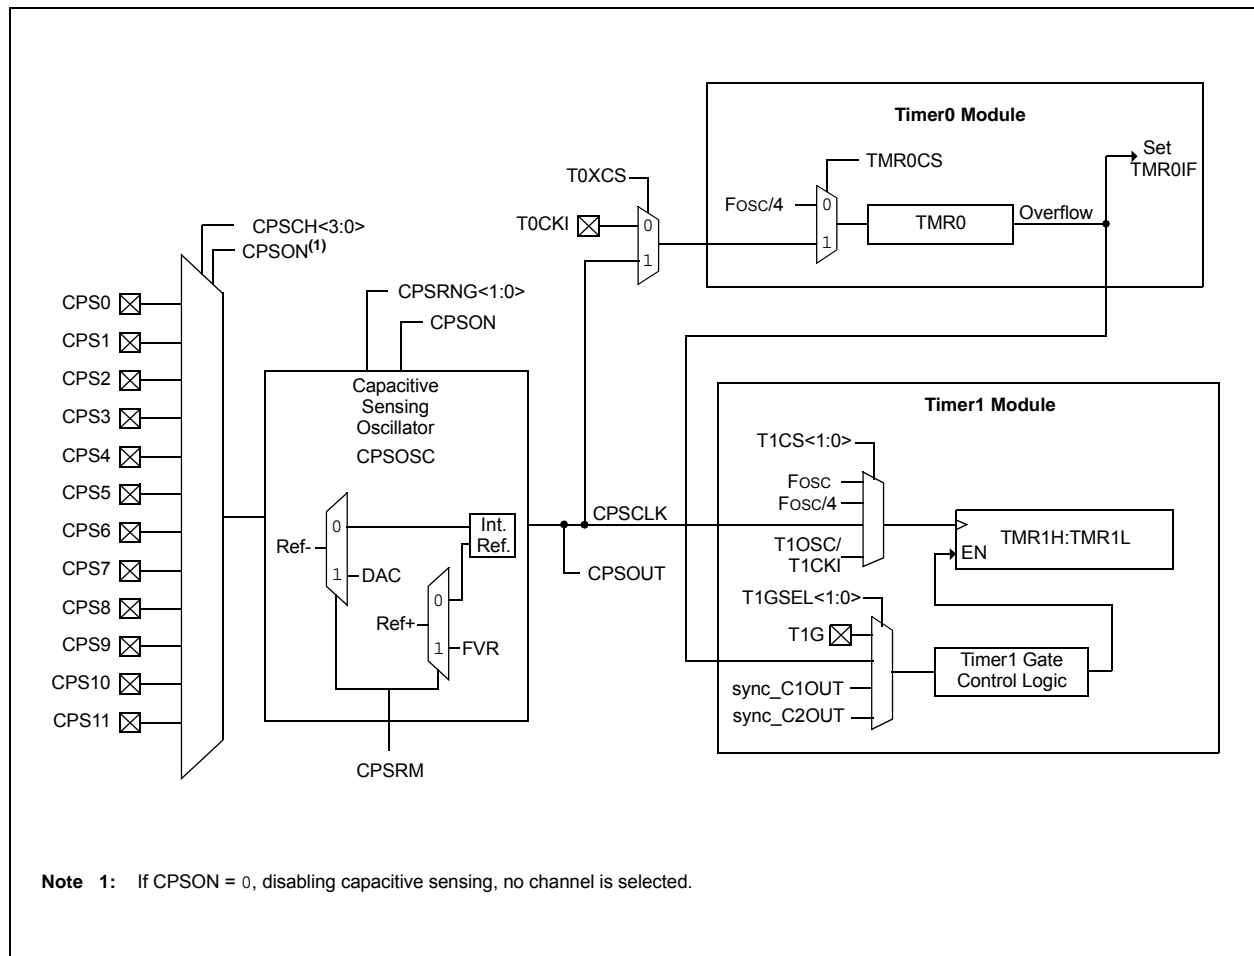 Timer0 Module
Set
TMR0IF
TMR0CS
T0XCS
FOSC/4
0
TMR0
Overflow
T0CKI
0
1
1
CPSCH<3:0>
CPSON(1)
CPSRNG<1:0>
CPSON
CPS0
CPS1
CPS2
CPS3
CPS4
CPS5
CPS6
CPS7
CPS8
CPS9
CPS10
CPS11
Capacitive
Sensing
Oscillator
CPSOSC
0
Int.
Ref.
Ref-
1
DAC
0
Ref+
1
FVR
CPSRM
CPSCLK
CPSOUT
Timer1 Module
T1CS<1:0>
FOSC
FOSC/4
T1OSC/
T1CKI
TMR1H:TMR1L
EN
T1GSEL<1:0>
T1G
Timer1 Gate
Control Logic
sync_C1OUT
sync_C2OUT
Note 1: If CPSON = 0, disabling capacitive sensing, no channel is selected.